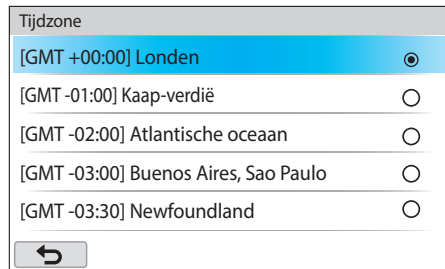 Tijdzone
[GMT +00:00] Londen
[GMT -01:00] Kaap-verdië
[GMT -02:00] Atlantische oceaan
[GMT -03:00] Buenos Aires, Sao Paulo
[GMT -03:30] Newfoundland